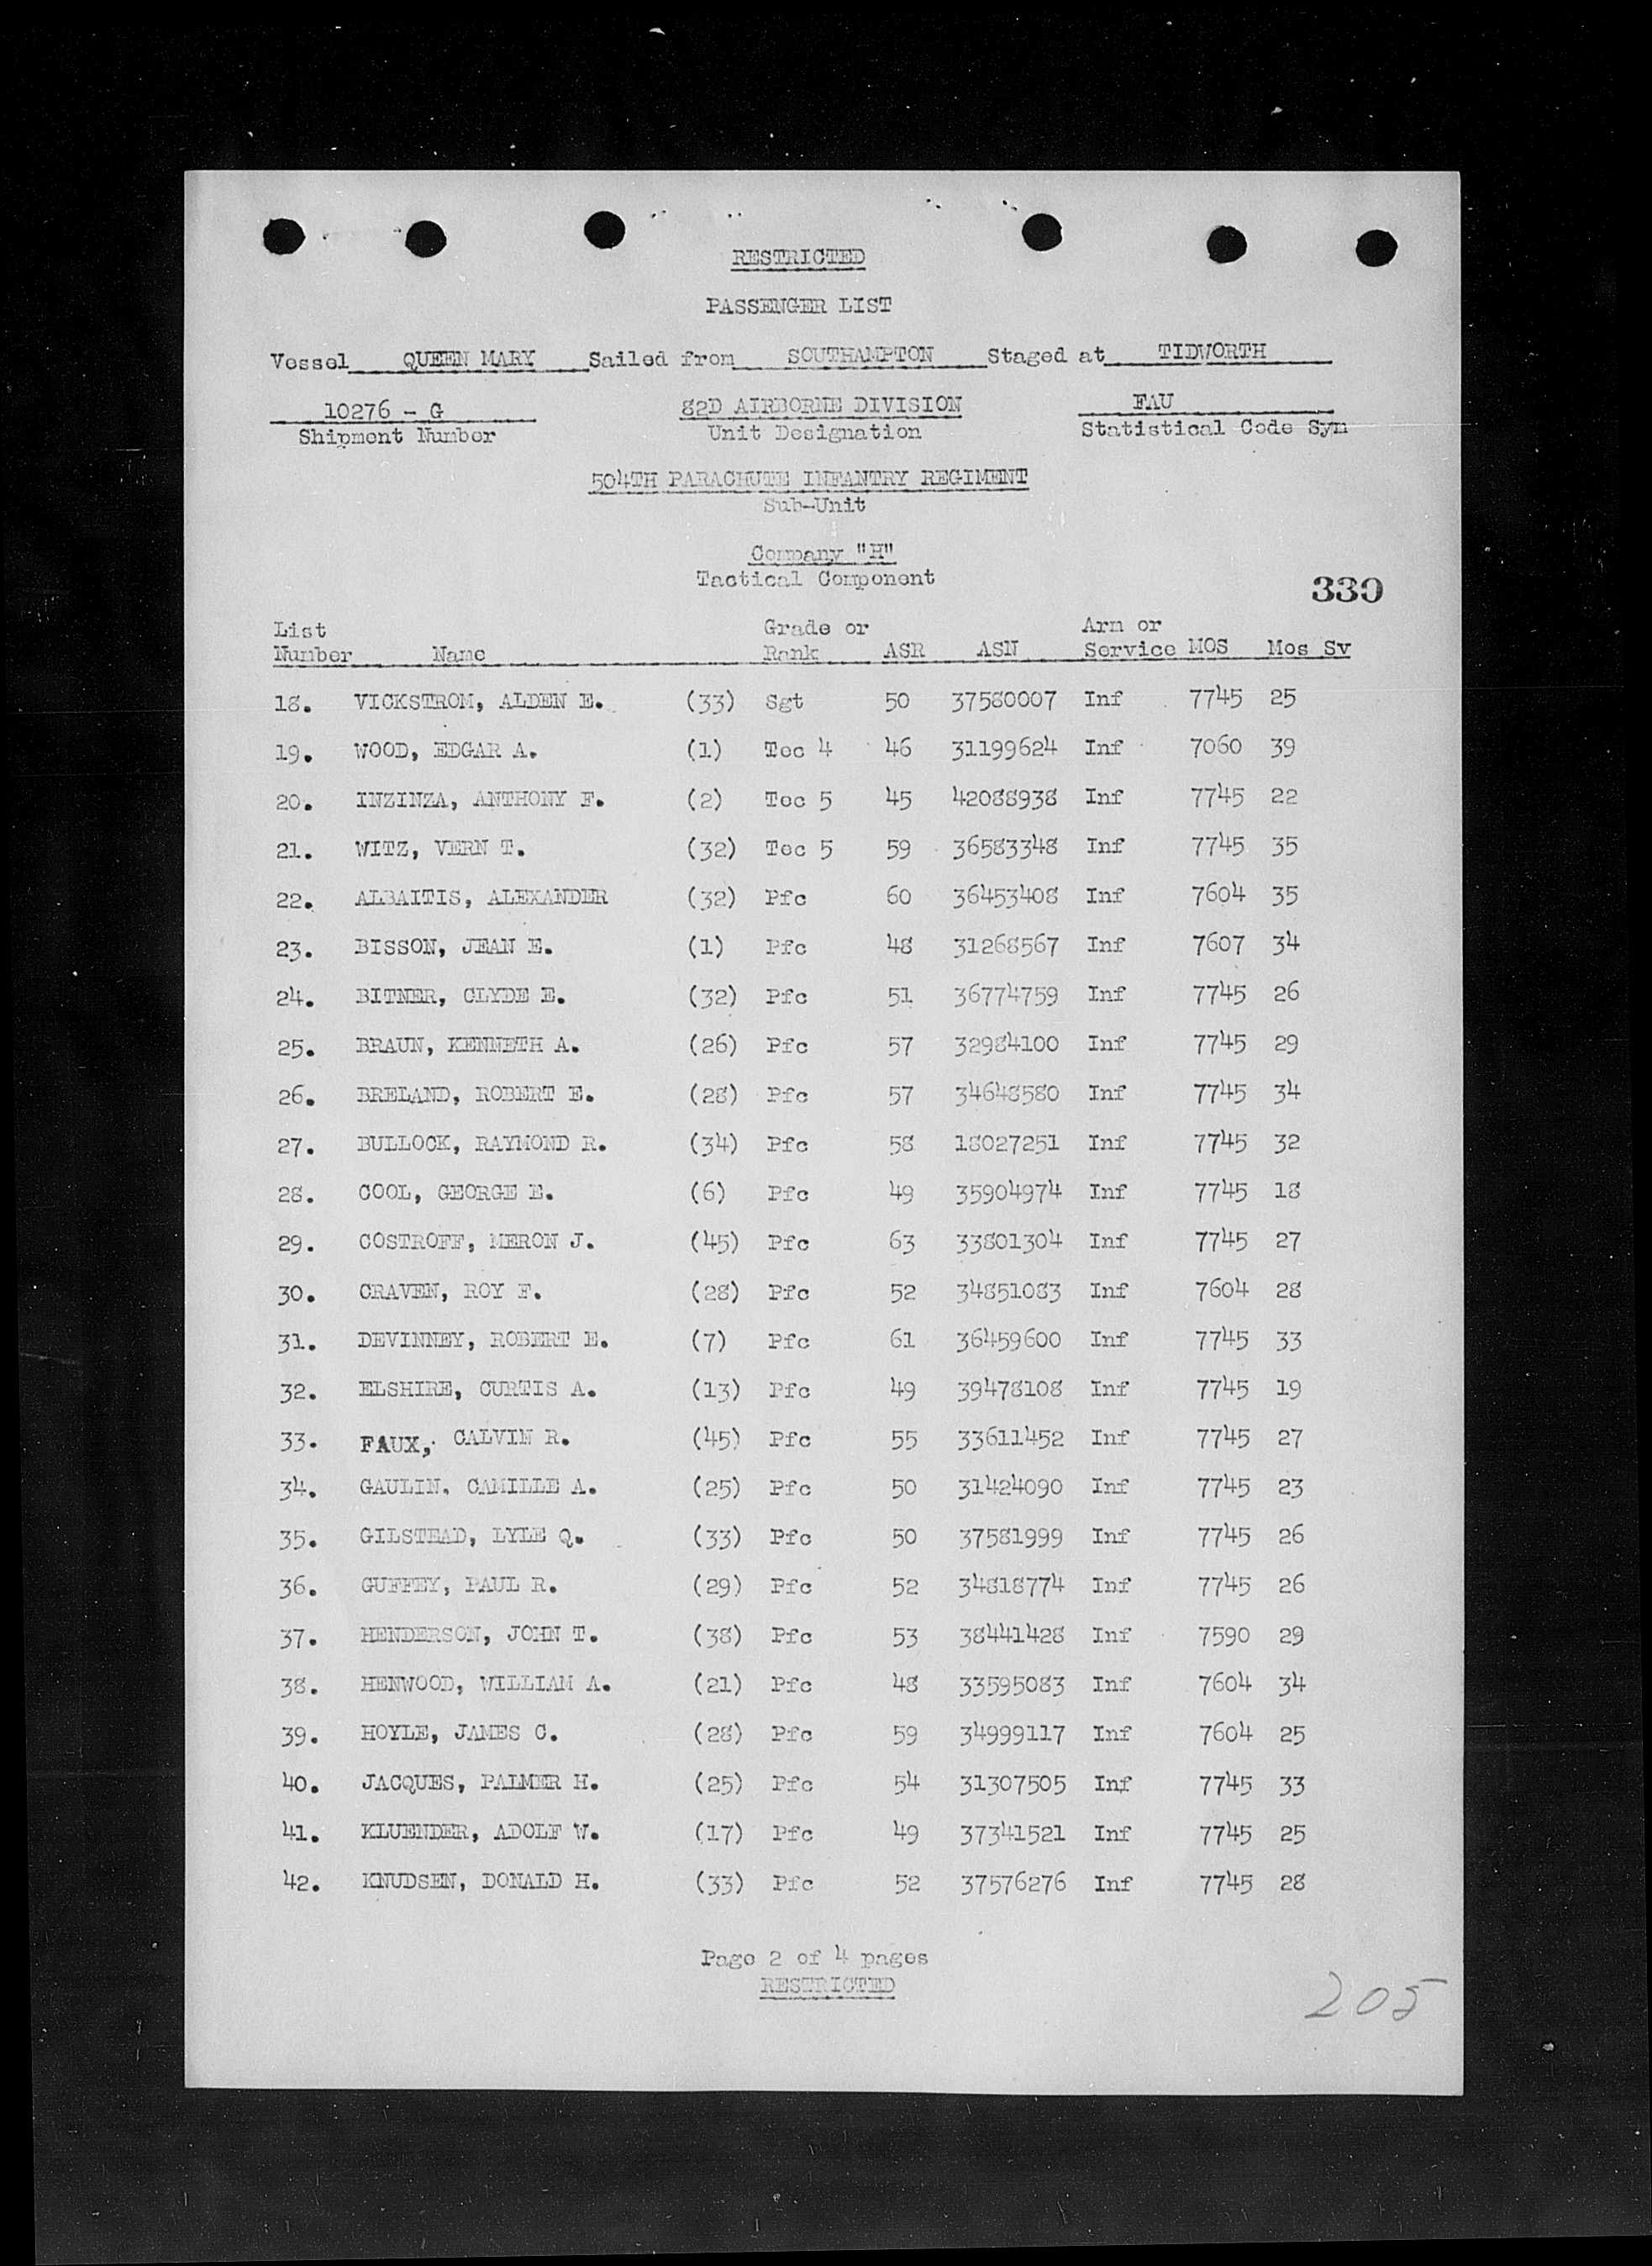 RESTRICTED
PASSENGER LIST
Vessel QUEEN MARY Sailed from SOUTHAMPTON Staged at TIDWORTH
10276 - G 82D AIRBORNE DIVISION FAU
Shipment Number Unit Designation Statistical Code Sym
504TH PARACHUTE INFANTRY REGIMENT
Sub-Unit
Company "H"
Tactical Component
339
List Grade or Arm or
Number Name Rank ASR ASN Service MOS Mos Sv
18. VICKSTROM, ALDEN E. (33) Sgt 50 37580007 Inf 7745 25
19. WOOD, EDGAR A. (1) Tec 4 46 31199624 Inf 7060 39
20. INZINZA, ANTHONY F. (2) Tec 5 45 42088938 Inf 7745 22
21. WITZ, VERN T. (32) Tec 5 59 36583348 Inf 7745 35
22. ALBAITIS, ALEXANDER (32) Pfc 60 36453408 Inf 7604 35
23. BISSON, JEAN E. (1) Pfc 48 31268567 Inf 7607 34
24. BITNER, CLYDE E. (32) Pfc 51 36774759 Inf 7745 26
25. BRAUN, KENNETH A. (26) Pfc 57 32984100 Inf 7745 29
26. BRELAND, ROBERT E. (28) Pfc 57 34648580 Inf 7745 34
27. BULLOCK, RAYMOND R. (34) Pfc 58 18027251 Inf 7745 32
28. COOL, GEORGE E. (6) Pfc 49 35904974 Inf 7745 18
29. COSTROFF, MERON J. (45) Pfc 63 33801304 Inf 7745 27
30. CRAVEN, ROY F. (28) Pfc 52 34851083 Inf 7604 28
31. DEVINNEY, ROBERT E. (7) Pfc 61 36459600 Inf 7745 33
32. ELSHIRE, CURTIS A. (13) Pfc 49 39478108 Inf 7745 19
33. FAUX, CALVIN R. (45) Pfc 55 33611452 Inf 7745 27
34. GAULIN, CAMILLE A. (25) Pfc 50 31424090 Inf 7745 23
35. GILSTEAD, LYLE Q. (33) Pfc 50 37581999 Inf 7745 26
36. GUFFEY, PAUL R. (29) Pfc 52 34818774 Inf 7745 26
37. HENDERSON, JOHN T. (38) Pfc 53 38441428 Inf 7590 29
38. HENWOOD, WILLIAM A. (21) Pfc 48 33595083 Inf 7604 34
39. HOYLE, JAMES C. (28) Pfc 59 34999117 Inf 7604 25
40. JACQUES, PALMER H. (25) Pfc 54 31307505 Inf 7745 33
41. KLUENDER, ADOLF W. (17) Pfc 49 37341521 Inf 7745 25
42. KNUDSEN, DONALD H. (33) Pfc 52 37576276 Inf 7745 28
Page 2 of 4 pages
RESTRICTED
205